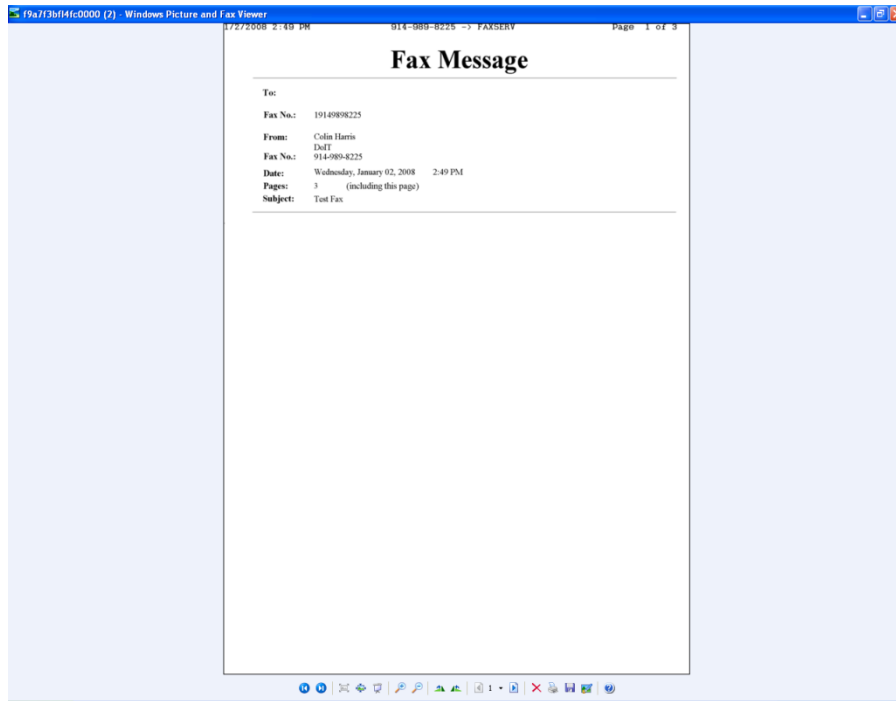 f9a7f3bfl4fc0000 (2) - Windows Picture and Fax Viewer
1/2/2008 2:49 PM 914-989-8225 -> FAXSERV Page 1 of 3
Fax Message
To:
Fax No.: 19149898225
From: Colin Harris
DoIT
Fax No.: 914-989-8225
Date: Wednesday, January 02, 2008 2:49 PM
Pages: 3 (including this page)
Subject: Test Fax
1